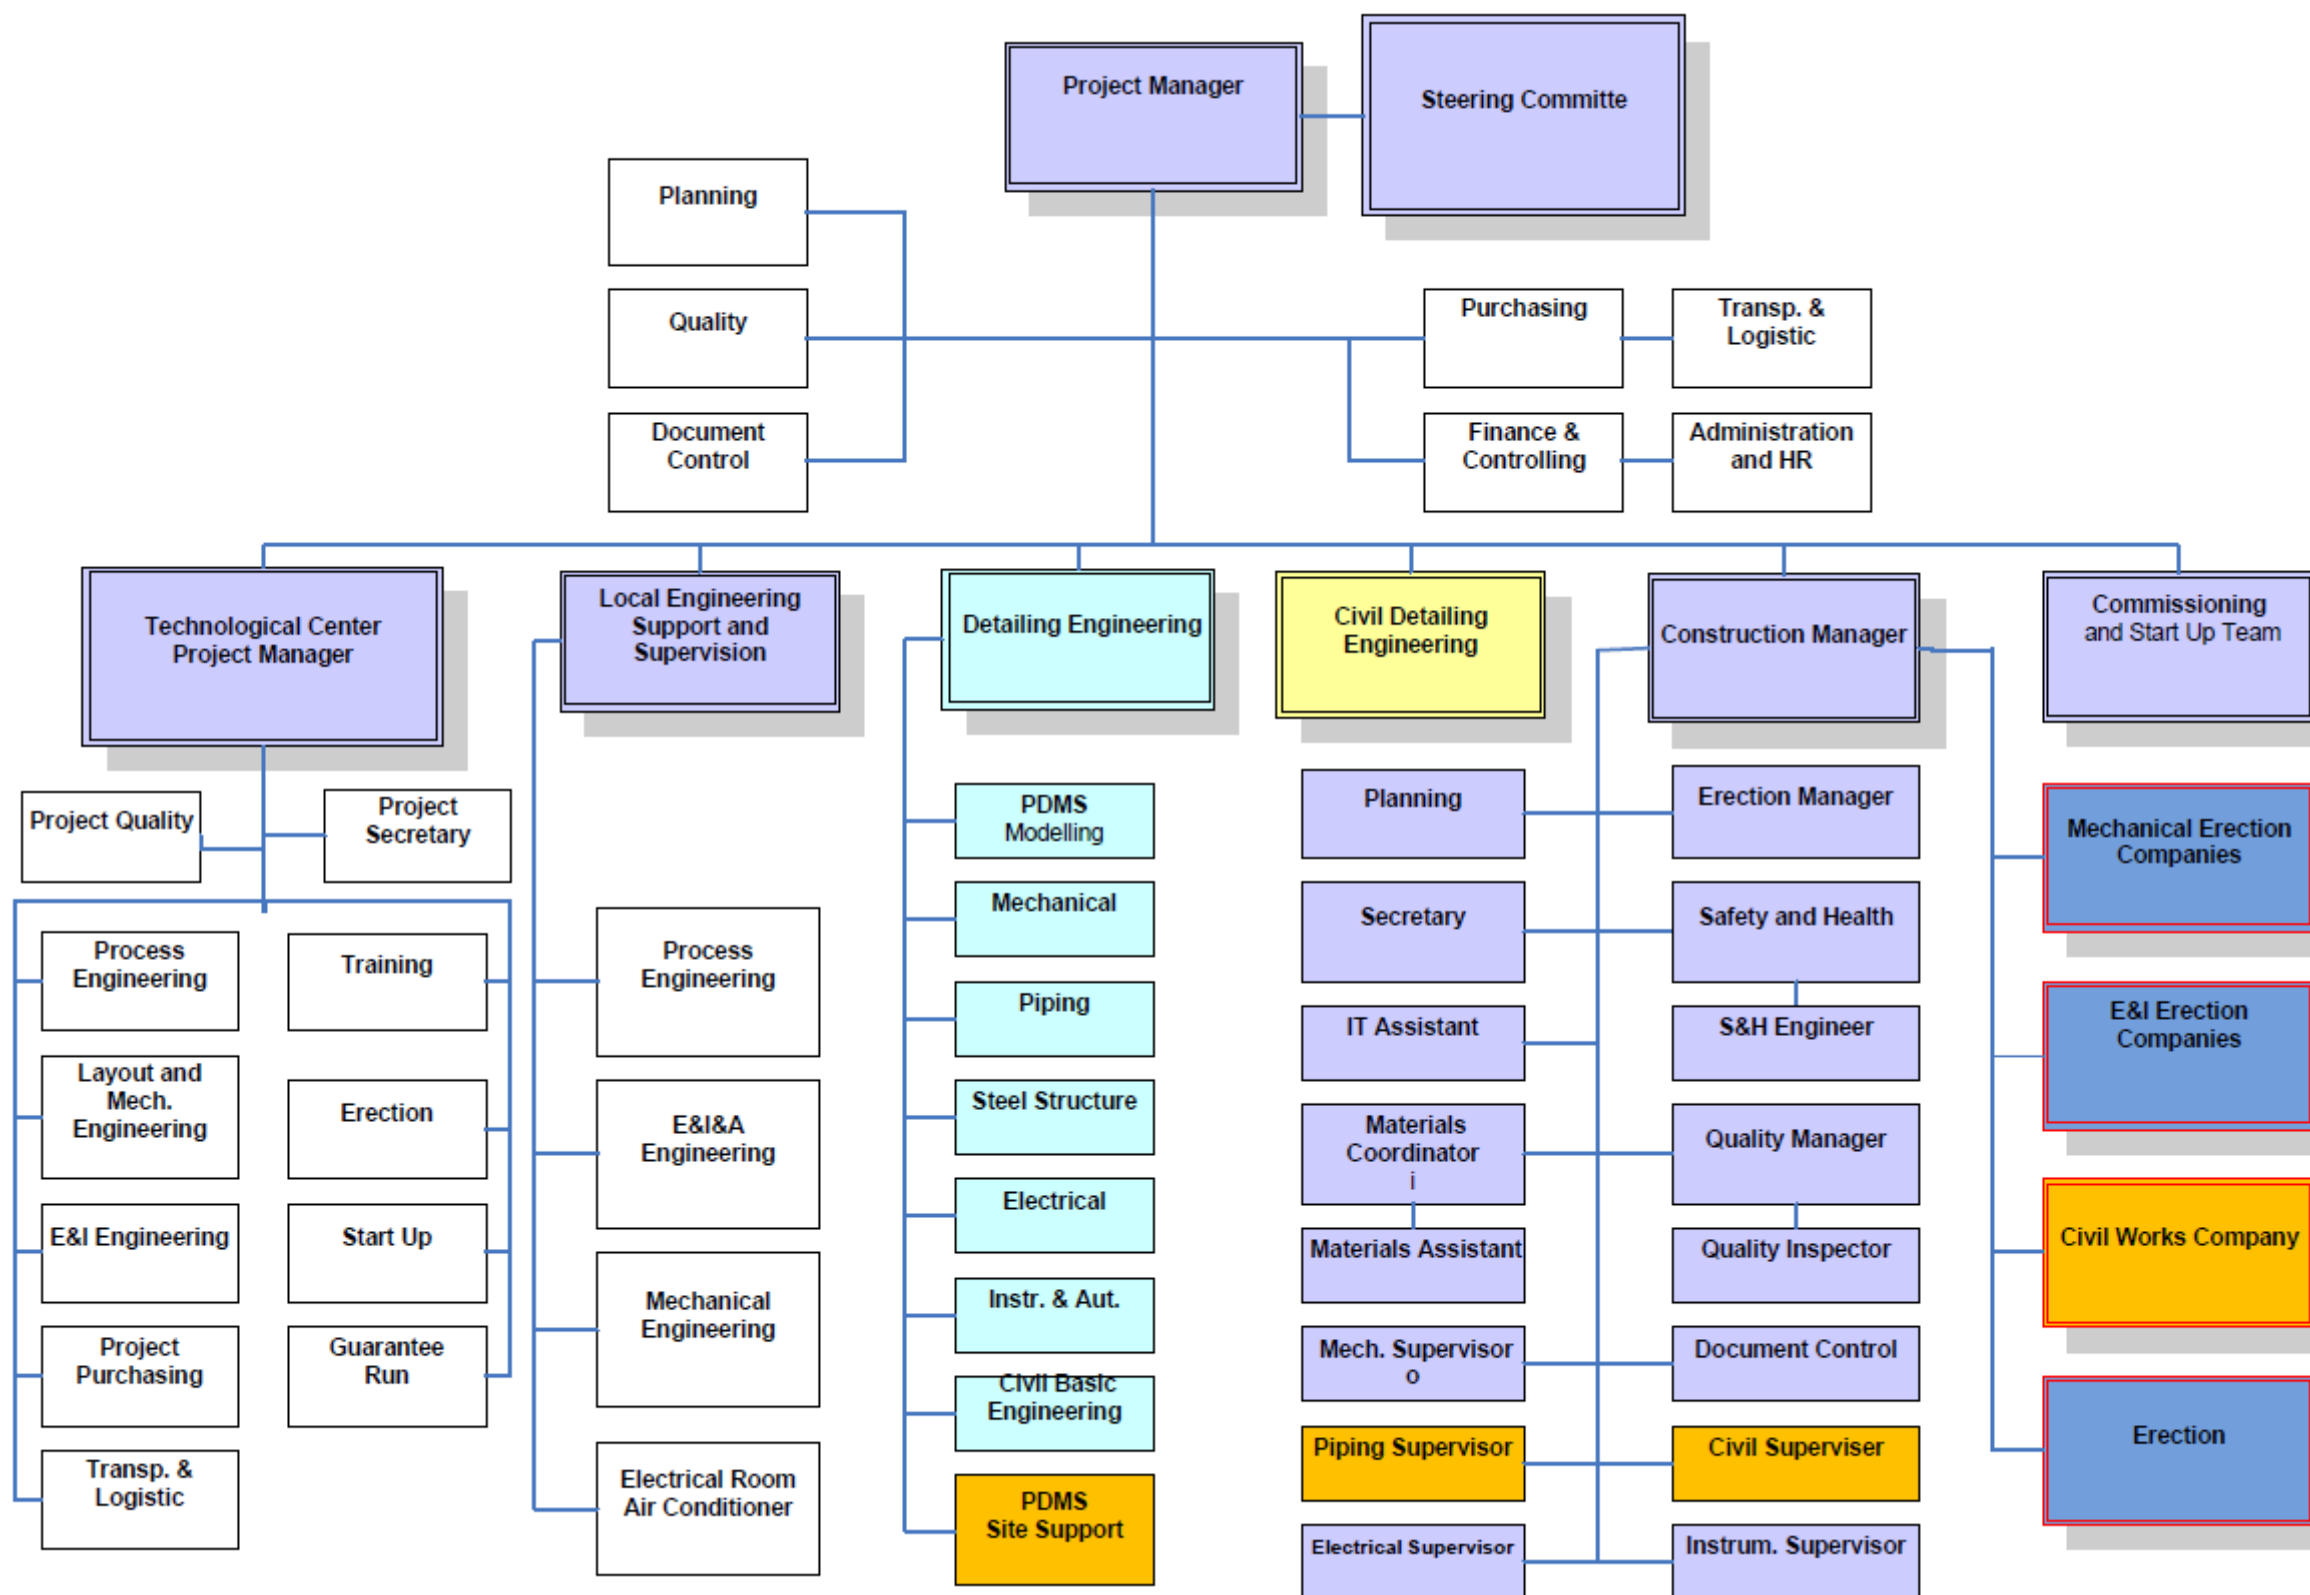 Project Manager
Steering Committe
Planning
Quality
Document
Control
Purchasing
Transp. &
Logistic
Finance &
Controlling
Administration
and HR
Technological Center
Project Manager
Local Engineering
Support and
Supervision
Detailing Engineering
Civil Detailing
Engineering
Construction Manager
Commissioning
and Start Up Team
Project Quality
Project
Secretary
Process
Engineering
Training
Layout and
Mech.
Engineering
Erection
E&I Engineering
Start Up
Project
Purchasing
Guarantee
Run
Transp. &
Logistic
Process
Engineering
E&I&A
Engineering
Mechanical
Engineering
Electrical Room
Air Conditioner
PDMS
Modelling
Mechanical
Piping
Steel Structure
Electrical
Instr. & Aut.
Civil Basic
Engineering
PDMS
Site Support
Planning
Erection Manager
Secretary
Safety and Health
IT Assistant
S&H Engineer
Materials
Coordinator
i
Quality Manager
Materials Assistant
Quality Inspector
Mech. Supervisor
o
Document Control
Piping Supervisor
Civil Superviser
Electrical Supervisor
Instrum. Supervisor
Mechanical Erection
Companies
E&I Erection
Companies
Civil Works Company
Erection